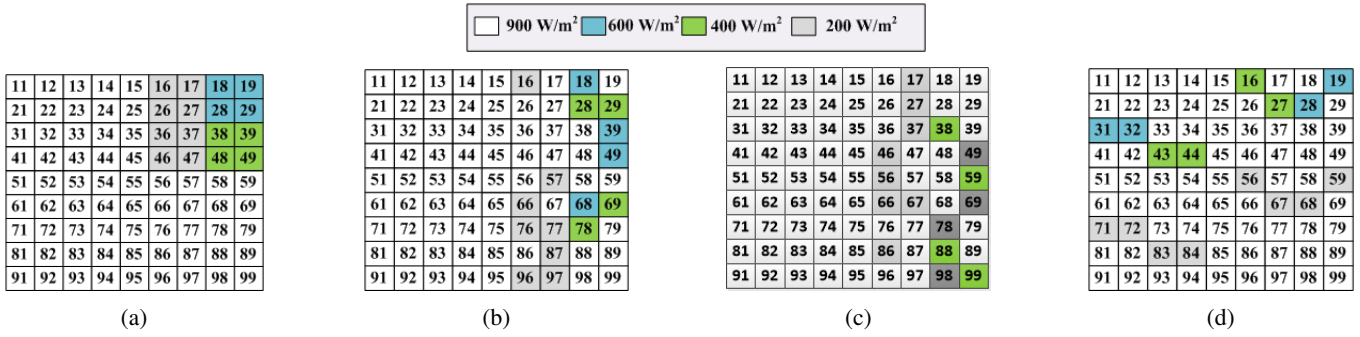 900 W/m² 600 W/m² 400 W/m² 200 W/m²
11 12 13 14 15 16 17 18 19
21 22 23 24 25 26 27 28 29
31 32 33 34 35 36 37 38 39
41 42 43 44 45 46 47 48 49
51 52 53 54 55 56 57 58 59
61 62 63 64 65 66 67 68 69
71 72 73 74 75 76 77 78 79
81 82 83 84 85 86 87 88 89
91 92 93 94 95 96 97 98 99
(a)
11 12 13 14 15 16 17 18 19
21 22 23 24 25 26 27 28 29
31 32 33 34 35 36 37 38 39
41 42 43 44 45 46 47 48 49
51 52 53 54 55 56 57 58 59
61 62 63 64 65 66 67 68 69
71 72 73 74 75 76 77 78 79
81 82 83 84 85 86 87 88 89
91 92 93 94 95 96 97 98 99
(b)
11 12 13 14 15 16 17 18 19
21 22 23 24 25 26 27 28 29
31 32 33 34 35 36 37 38 39
41 42 43 44 45 46 47 48 49
51 52 53 54 55 56 57 58 59
61 62 63 64 65 66 67 68 69
71 72 73 74 75 76 77 78 79
81 82 83 84 85 86 87 88 89
91 92 93 94 95 96 97 98 99
(c)
11 12 13 14 15 16 17 18 19
21 22 23 24 25 26 27 28 29
31 32 33 34 35 36 37 38 39
41 42 43 44 45 46 47 48 49
51 52 53 54 55 56 57 58 59
61 62 63 64 65 66 67 68 69
71 72 73 74 75 76 77 78 79
81 82 83 84 85 86 87 88 89
91 92 93 94 95 96 97 98 99
(d)